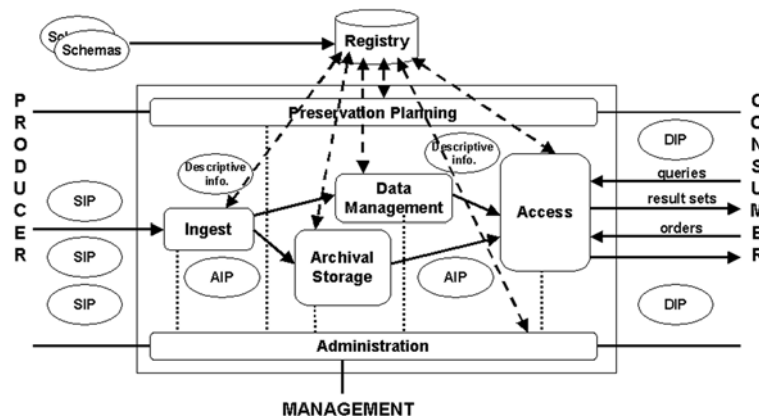 Sch
Schemas
Registry
PRODUCER
CONSUMER
Preservation Planning
DIP
Descriptive
info.
Descriptive
info.
queries
SIP
Data
Management
Access
result sets
Ingest
orders
SIP
Archival
Storage
AIP
AIP
SIP
DIP
Administration
MANAGEMENT